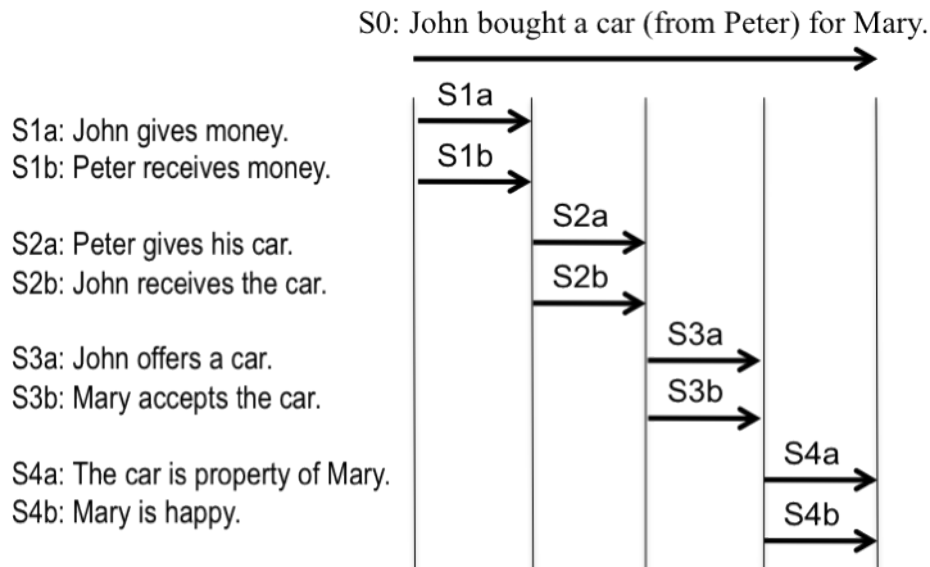 S0: John bought a car (from Peter) for Mary.
S1a
S1a: John gives money.
S1b
S1b: Peter receives money.
S2a
S2a: Peter gives his car.
S2b
S2b: John receives the car.
S3a
S3a: John offers a car.
S3b
S3b: Mary accepts the car.
S4a
S4a: The car is property of Mary.
S4b
S4b: Mary is happy.